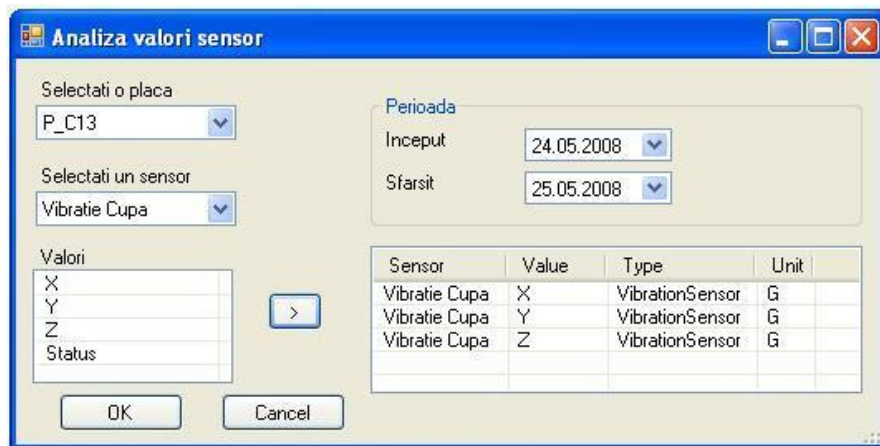 Analiza valori sensor
Selectati o placa
P_C13
Selectati un sensor
Vibratie Cupa
Valori
X
Y
Z
Status
>
OK
Cancel
Perioada
Inceput 24.05.2008
Sfarsit 25.05.2008
Sensor Value Type Unit
Vibratie Cupa X VibrationSensor G
Vibratie Cupa Y VibrationSensor G
Vibratie Cupa Z VibrationSensor G